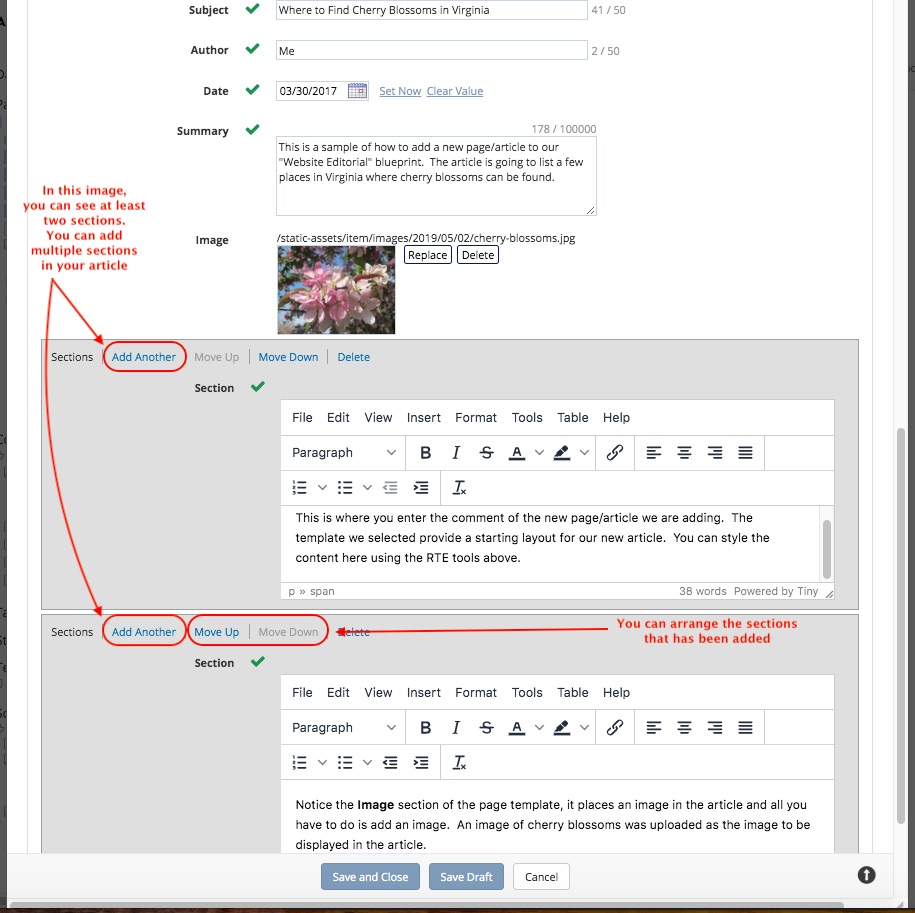 Subject Where to Find Cherry Blossoms in Virginia 41 / 50
Author Me 2 / 50
Date 03/30/2017 Set Now Clear Value
Summary 178 / 100000
This is a sample of how to add a new page/article to our
"Website Editorial" blueprint. The article is going to list a few
places in Virginia where cherry blossoms can be found.
In this image,
you can see at least
two sections.
You can add
multiple sections
in your article
Image /static-assets/item/images/2019/05/02/cherry-blossoms.jpg
Replace Delete
Sections Add Another Move Up Move Down Delete
Section
File Edit View Insert Format Tools Table Help
Paragraph B I S A
This is where you enter the comment of the new page/article we are adding. The
template we selected provide a starting layout for our new article. You can style the
content here using the RTE tools above.
p » span 38 words Powered by Tiny
Sections Add Another Move Up Move Down Delete
You can arrange the sections
that has been added
Section
File Edit View Insert Format Tools Table Help
Paragraph B I S A
Notice the Image section of the page template, it places an image in the article and all you
have to do is add an image. An image of cherry blossoms was uploaded as the image to be
displayed in the article.
Save and Close Save Draft Cancel